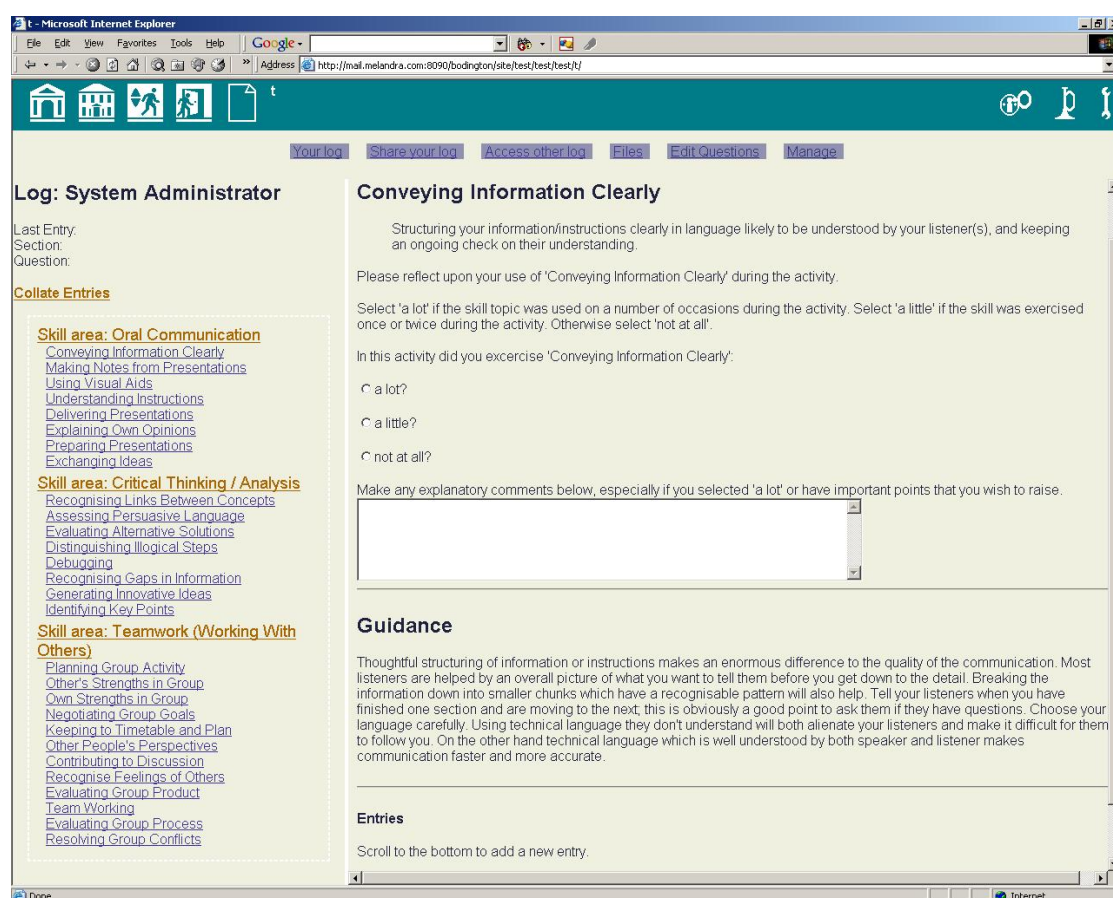 t - Microsoft Internet Explorer
File Edit View Favorites Tools Help Google
Address http://mail.melandra.com:8090/bodington/site/test/test/test/t/
t
Your log Share your log Access other log Files Edit Questions Manage
Log: System Administrator
Last Entry:
Section:
Question:
Collate Entries
Skill area: Oral Communication
Conveying Information Clearly
Making Notes from Presentations
Using Visual Aids
Understanding Instructions
Delivering Presentations
Explaining Own Opinions
Preparing Presentations
Exchanging Ideas
Skill area: Critical Thinking / Analysis
Recognising Links Between Concepts
Assessing Persuasive Language
Evaluating Alternative Solutions
Distinguishing Illogical Steps
Debugging
Recognising Gaps in Information
Generating Innovative Ideas
Identifying Key Points
Skill area: Teamwork (Working With
Others)
Planning Group Activity
Other's Strengths in Group
Own Strengths in Group
Negotiating Group Goals
Keeping to Timetable and Plan
Other People's Perspectives
Contributing to Discussion
Recognise Feelings of Others
Evaluating Group Product
Team Working
Evaluating Group Process
Resolving Group Conflicts
Conveying Information Clearly
Structuring your information/instructions clearly in language likely to be understood by your listener(s), and keeping
an ongoing check on their understanding.
Please reflect upon your use of 'Conveying Information Clearly' during the activity.
Select 'a lot' if the skill topic was used on a number of occasions during the activity. Select 'a little' if the skill was exercised
once or twice during the activity. Otherwise select 'not at all'.
In this activity did you excercise 'Conveying Information Clearly':
a lot?
a little?
not at all?
Make any explanatory comments below, especially if you selected 'a lot' or have important points that you wish to raise.
Guidance
Thoughtful structuring of information or instructions makes an enormous difference to the quality of the communication. Most
listeners are helped by an overall picture of what you want to tell them before you get down to the detail. Breaking the
information down into smaller chunks which have a recognisable pattern will also help. Tell your listeners when you have
finished one section and are moving to the next; this is obviously a good point to ask them if they have questions. Choose your
language carefully. Using technical language they don't understand will both alienate your listeners and make it difficult for them
to follow you. On the other hand technical language which is well understood by both speaker and listener makes
communication faster and more accurate.
Entries
Scroll to the bottom to add a new entry.
Done Internet